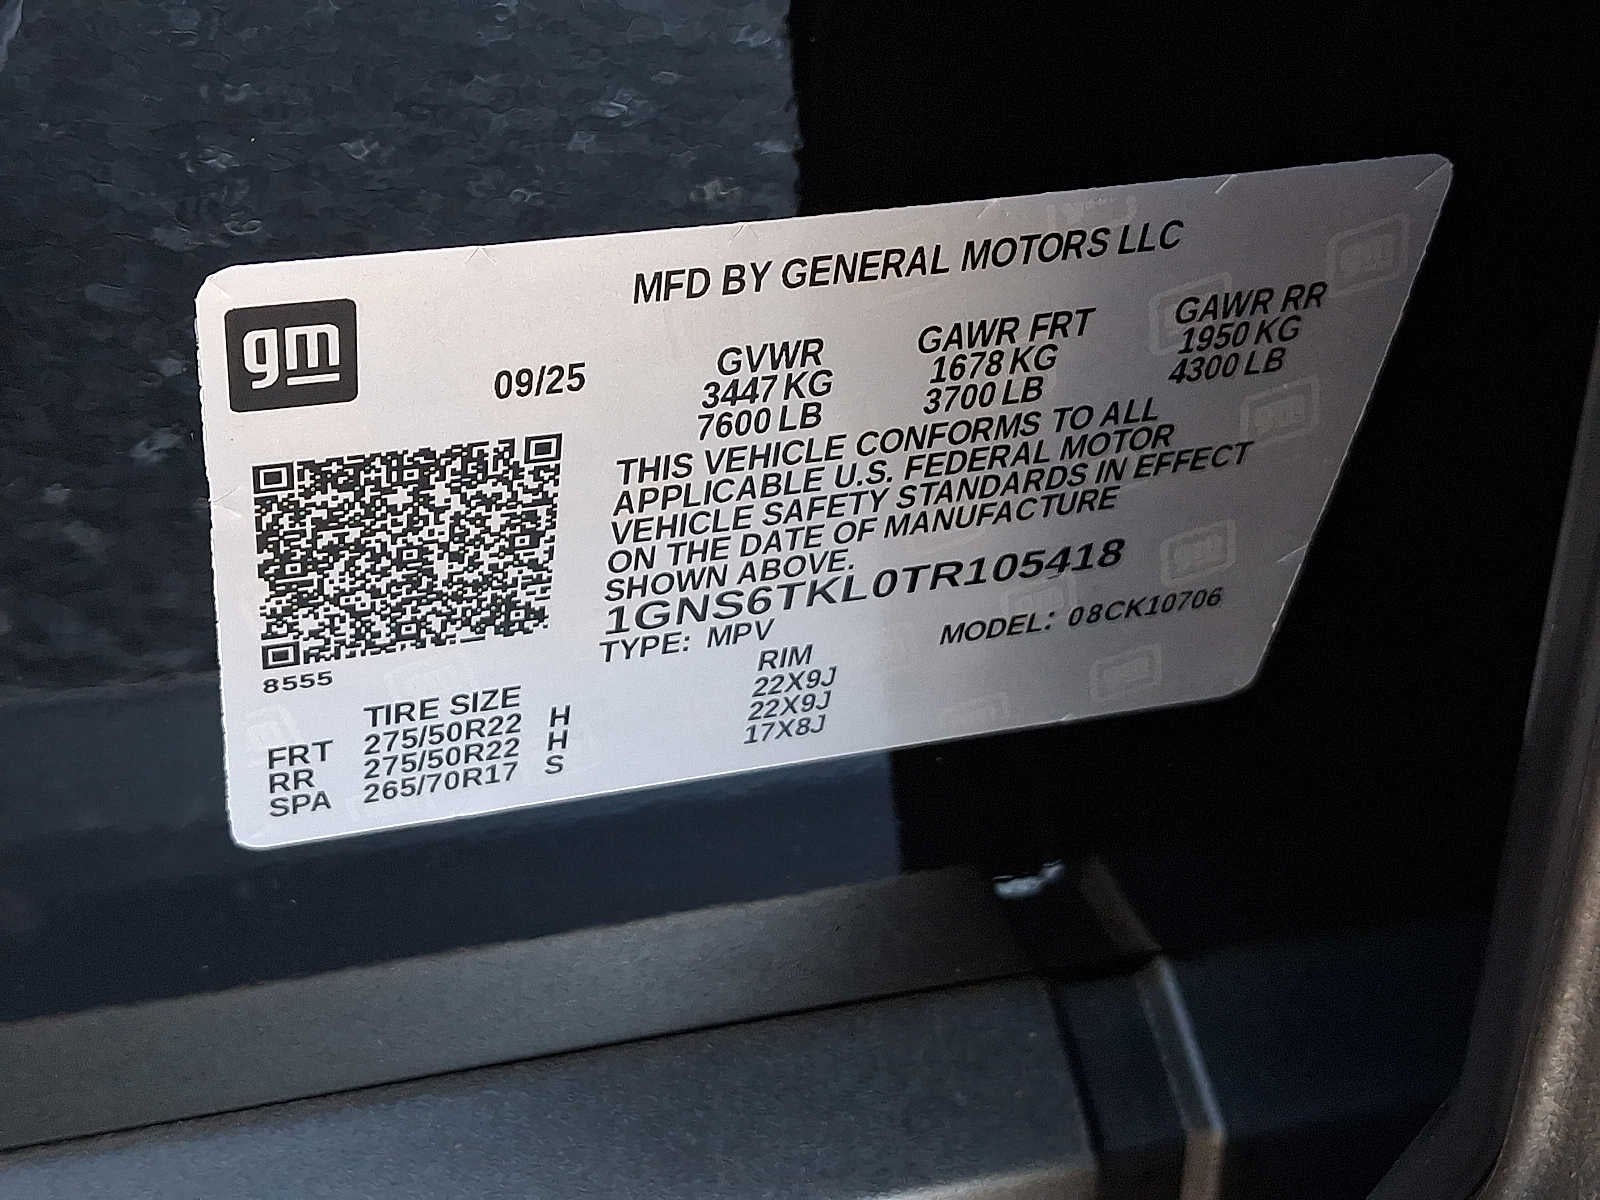 MFD BY GENERAL MOTORS LLC
gm
09/25
GVWR GAWR FRT GAWR RR
3447 KG 1678 KG 1950 KG
7600 LB 3700 LB 4300 LB
THIS VEHICLE CONFORMS TO ALL
APPLICABLE U.S. FEDERAL MOTOR
VEHICLE SAFETY STANDARDS IN EFFECT
ON THE DATE OF MANUFACTURE
SHOWN ABOVE.
1GNS6TKL0TR105418
TYPE: MPV MODEL: 08CK10706
8555
TIRE SIZE RIM
FRT 275/50R22 H 22X9J
RR 275/50R22 H 22X9J
SPA 265/70R17 S 17X8J